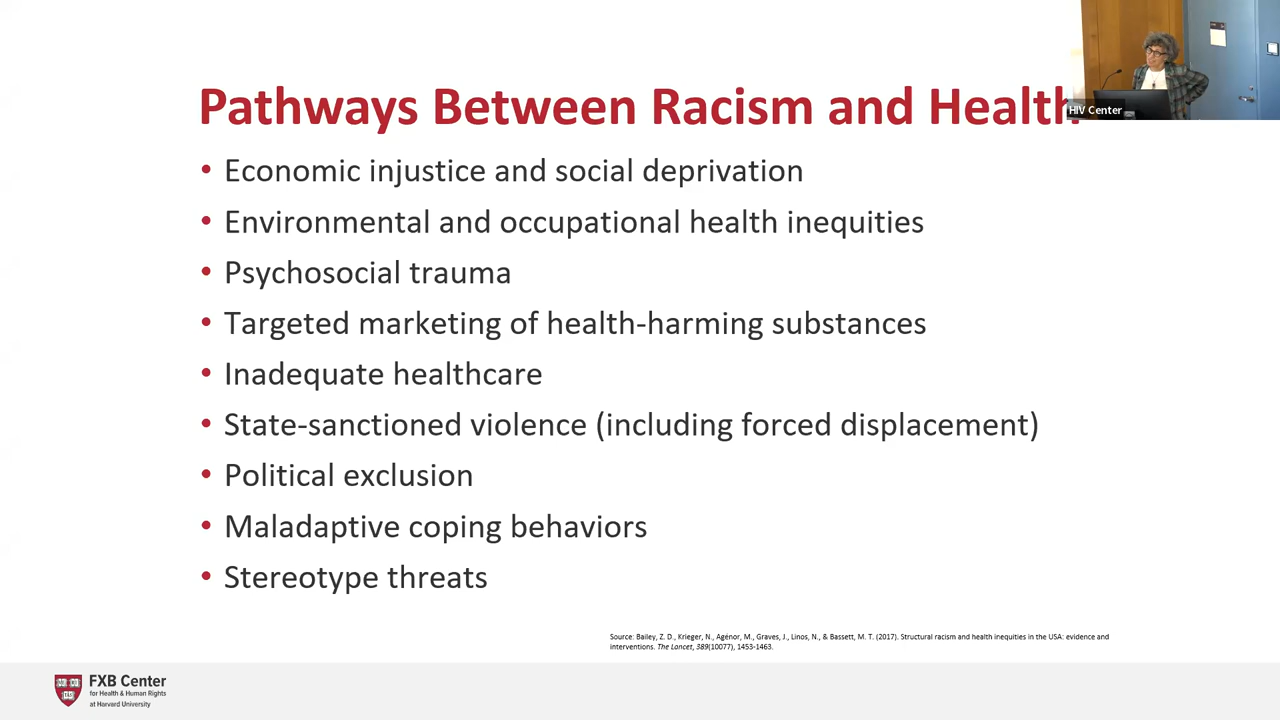 Pathways Between Racism and Health
HIV Center
• Economic injustice and social deprivation
• Environmental and occupational health inequities
• Psychosocial trauma
• Targeted marketing of health-harming substances
• Inadequate healthcare
• State-sanctioned violence (including forced displacement)
• Political exclusion
• Maladaptive coping behaviors
• Stereotype threats
Source: Bailey, Z. D., Krieger, N., Agénor, M., Graves, J., Linos, N., & Bassett, M. T. (2017). Structural racism and health inequities in the USA: evidence and
interventions. The Lancet, 389(10077), 1453-1463.
FXB Center
for Health & Human Rights
at Harvard University